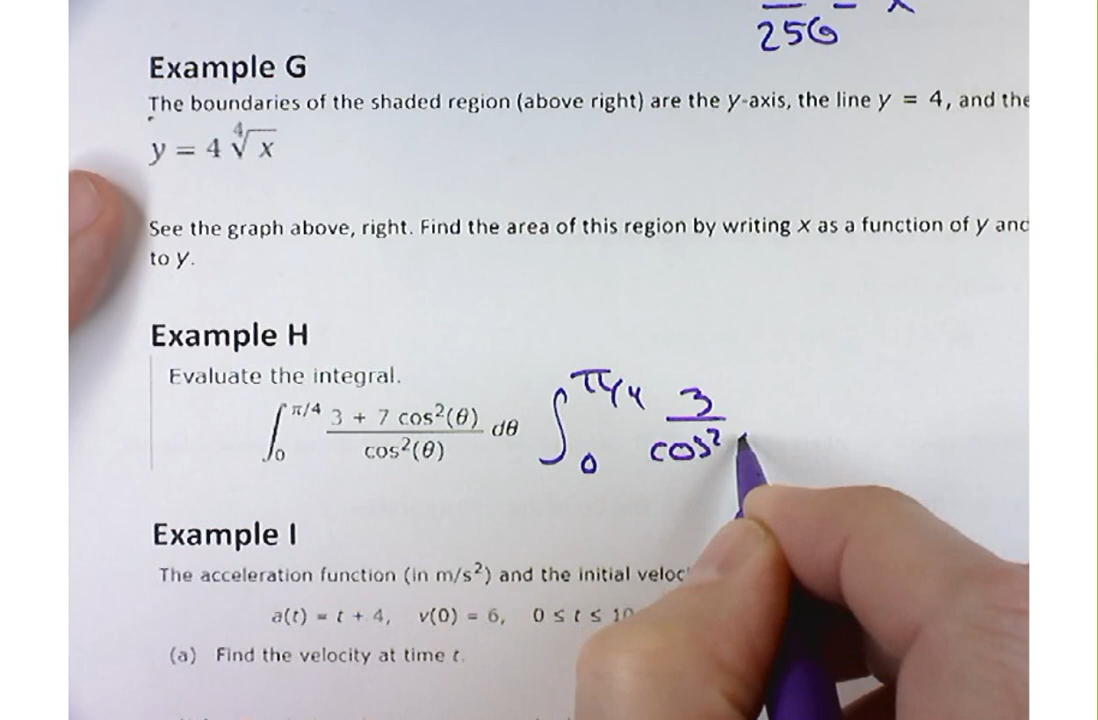 256 x
Example G
The boundaries of the shaded region (above right) are the y-axis, the line y = 4, and the
y = 4 ∜x
See the graph above, right. Find the area of this region by writing x as a function of y and
to y.
Example H
Evaluate the integral.
∫₀^{π/4} (3 + 7 cos²(θ))/(cos²(θ)) dθ ∫₀^{π/4} 3/cos²
Example I
The acceleration function (in m/s²) and the initial
a(t) = t + 4, v(0) = 6, 0 ≤ t ≤ 10
(a) Find the velocity at time t.